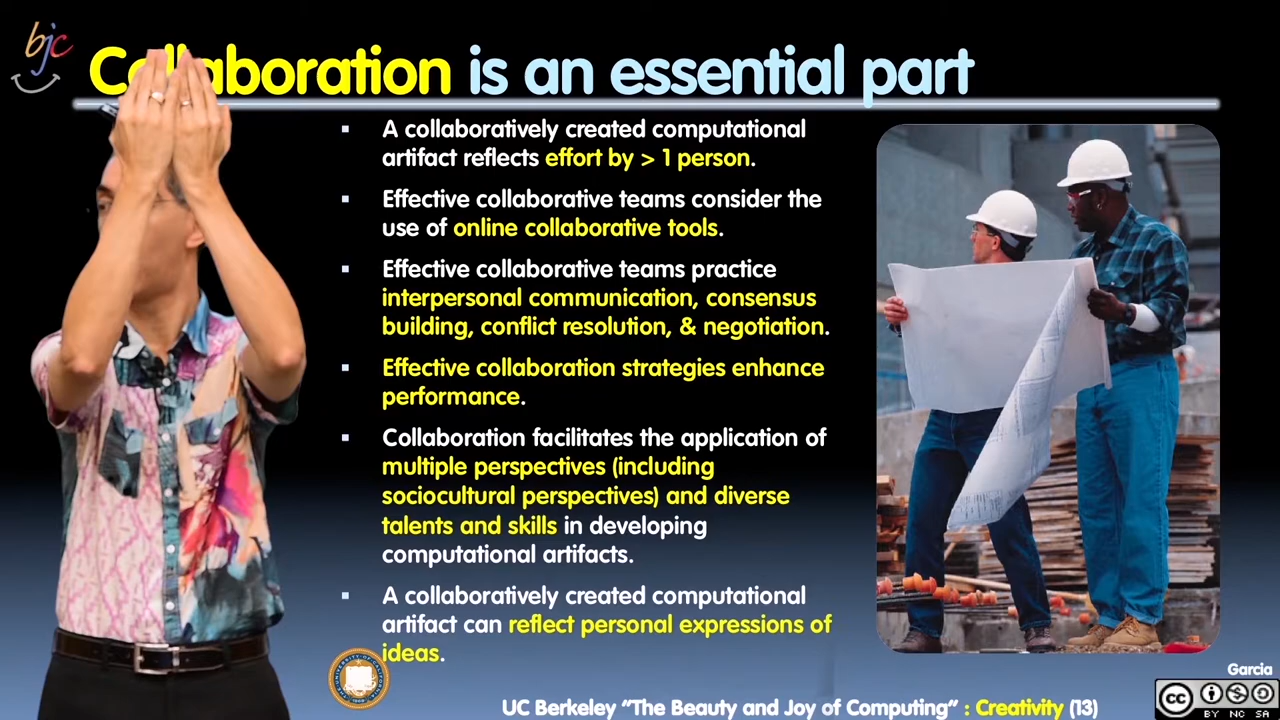 bjc
Collaboration is an essential part
A collaboratively created computational
artifact reflects effort by > 1 person.
Effective collaborative teams consider the
use of online collaborative tools.
Effective collaborative teams practice
interpersonal communication, consensus
building, conflict resolution, & negotiation.
Effective collaboration strategies enhance
performance.
Collaboration facilitates the application of
multiple perspectives (including
sociocultural perspectives) and diverse
talents and skills in developing
computational artifacts.
A collaboratively created computational
artifact can reflect personal expressions of
ideas.
Garcia
UC Berkeley "The Beauty and Joy of Computing" : Creativity (13)
cc
BY NC SA